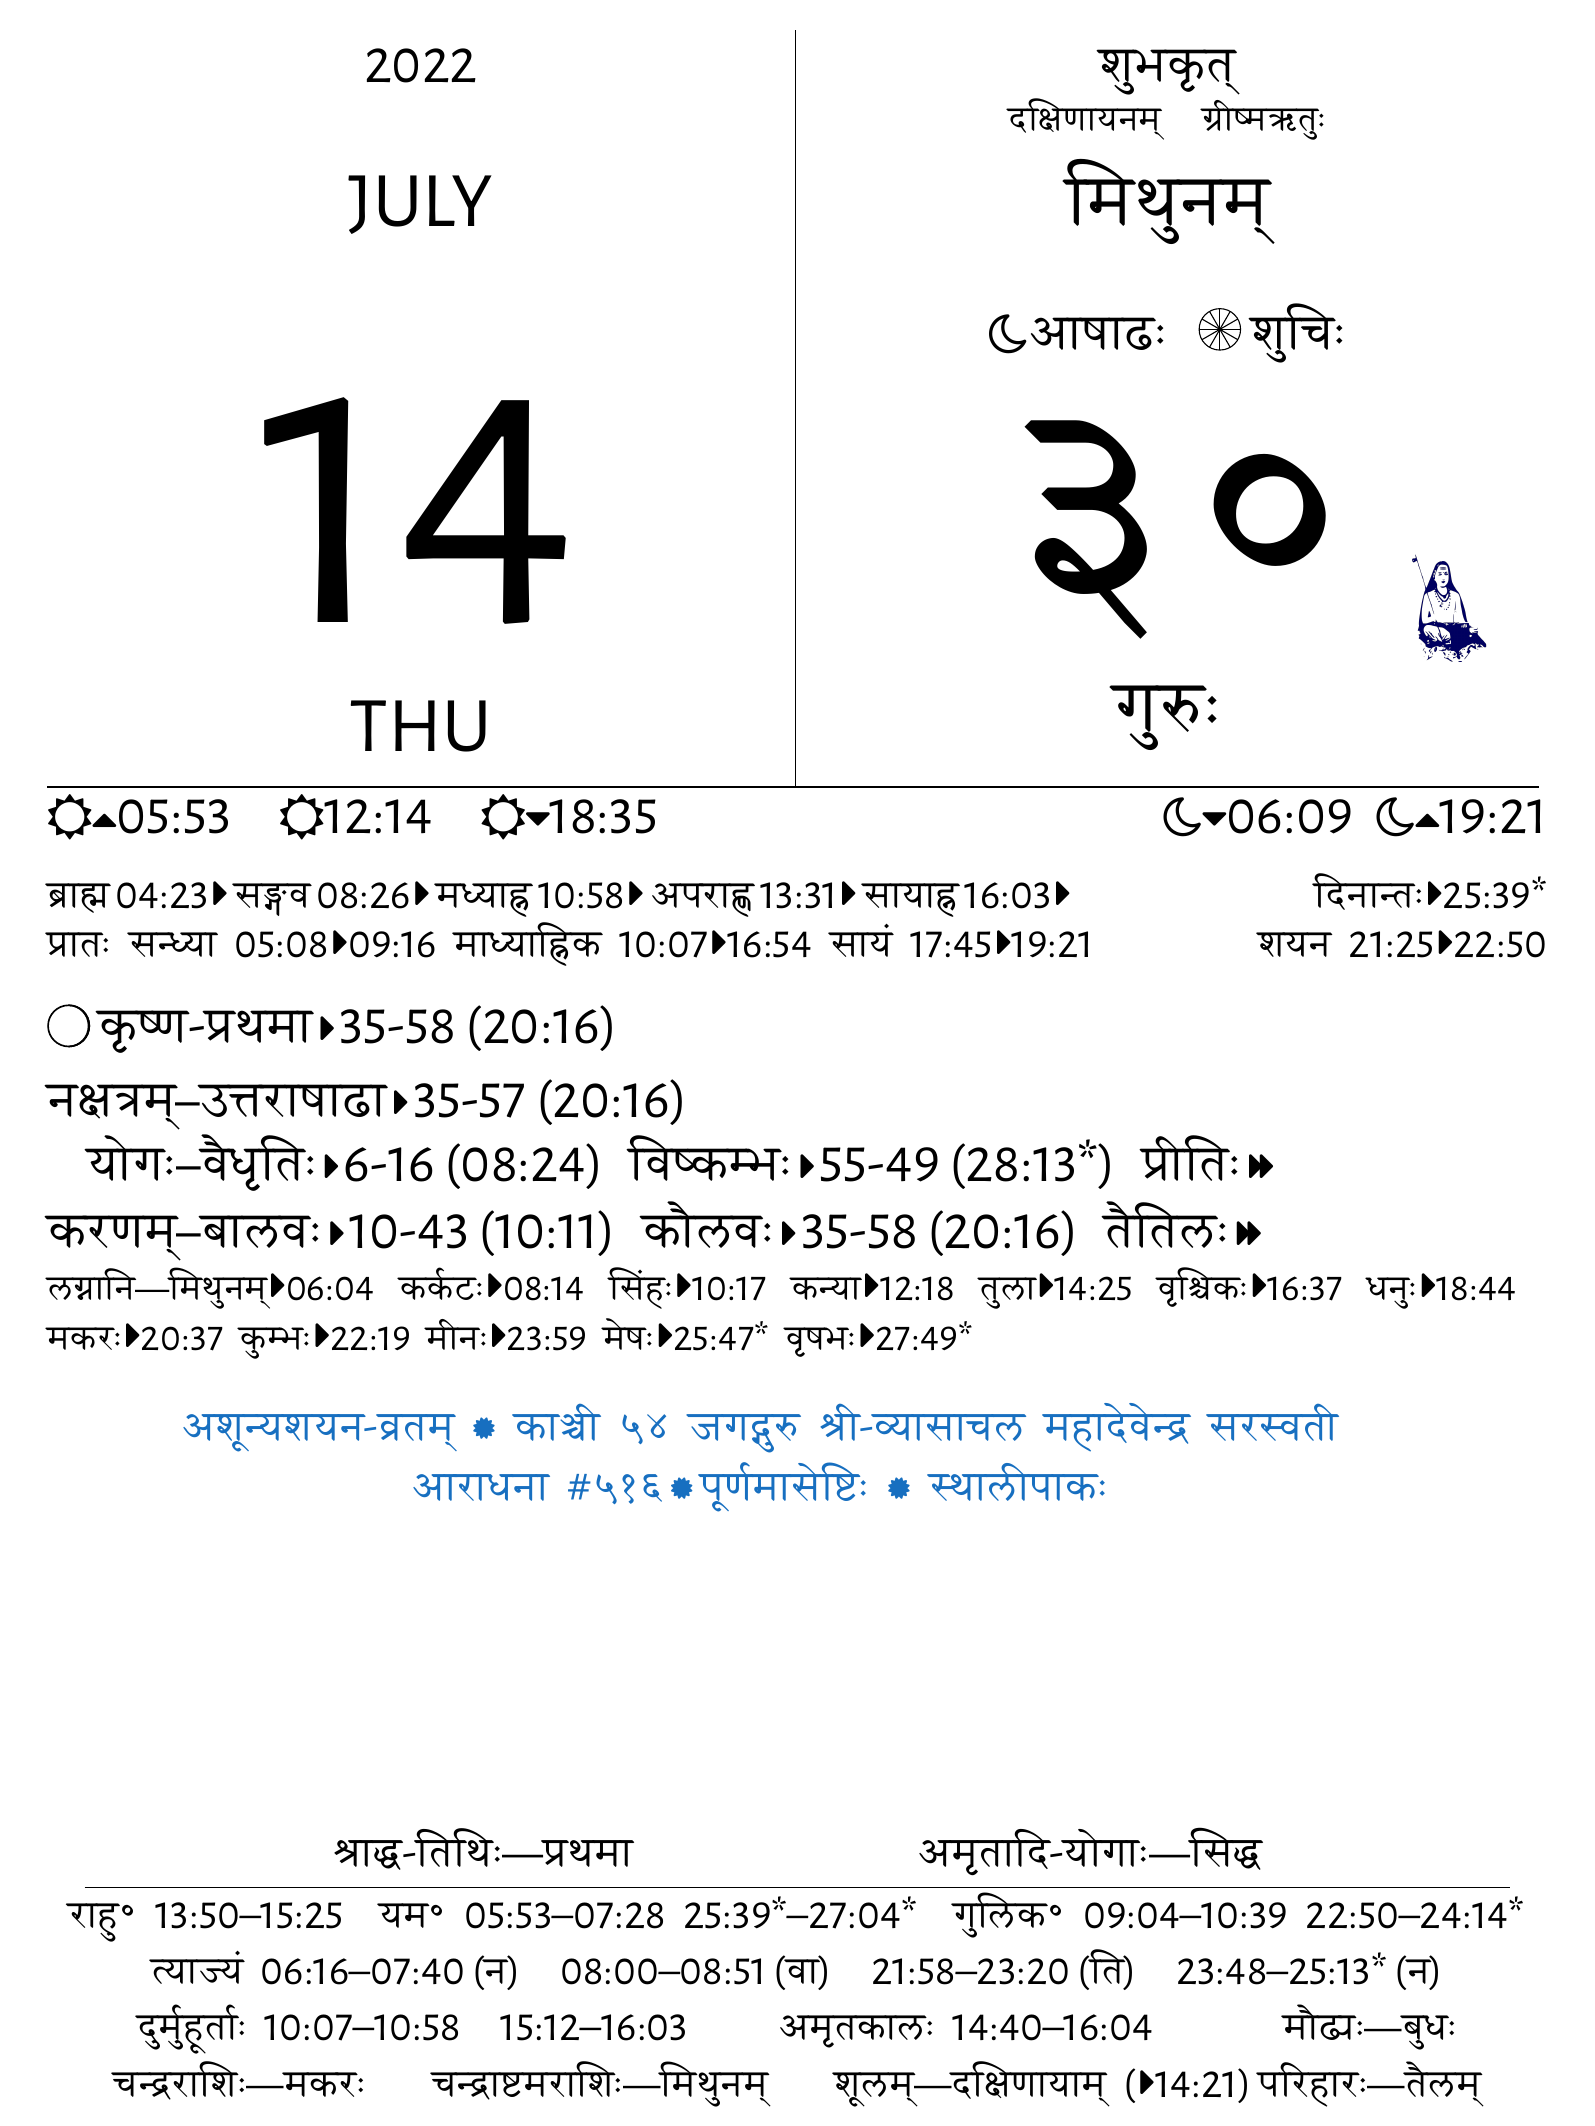 2022
JULY
14
THU
शुभकृत्
दक्षिणायनम् ग्रीष्मऋतुः
मिथुनम्
आषाढः शुचिः
३०
गुरुः
05:53 12:14 18:35 06:09 19:21
ब्राह्म 04:23 सङ्गव 08:26 मध्याह्न 10:58 अपराह्ण 13:31 सायाह्न 16:03 दिनान्तः 25:39*
प्रातः सन्ध्या 05:08 09:16 माध्याह्निक 10:07 16:54 सायं 17:45 19:21 शयन 21:25 22:50
कृष्ण-प्रथमा 35-58 (20:16)
नक्षत्रम्–उत्तराषाढा 35-57 (20:16)
योगः–वैधृतिः 6-16 (08:24) विष्कम्भः 55-49 (28:13*) प्रीतिः
करणम्–बालवः 10-43 (10:11) कौलवः 35-58 (20:16) तैतिलः
लग्नानि—मिथुनम् 06:04 कर्कटः 08:14 सिंहः 10:17 कन्या 12:18 तुला 14:25 वृश्चिकः 16:37 धनुः 18:44
मकरः 20:37 कुम्भः 22:19 मीनः 23:59 मेषः 25:47* वृषभः 27:49*
अशून्यशयन-व्रतम् काञ्ची ५४ जगद्गुरु श्री-व्यासाचल महादेवेन्द्र सरस्वती
आराधना #५१६ पूर्णमासेष्टिः स्थालीपाकः
श्राद्ध-तिथिः—प्रथमा अमृतादि-योगाः—सिद्ध
राहु॰ 13:50–15:25 यम॰ 05:53–07:28 25:39*–27:04* गुलिक॰ 09:04–10:39 22:50–24:14*
त्याज्यं 06:16–07:40 (न) 08:00–08:51 (वा) 21:58–23:20 (ति) 23:48–25:13* (न)
दुर्मुहूर्ताः 10:07–10:58 15:12–16:03 अमृतकालः 14:40–16:04 मौढ्यः—बुधः
चन्द्रराशिः—मकरः चन्द्राष्टमराशिः—मिथुनम् शूलम्—दक्षिणायाम् (14:21) परिहारः—तैलम्